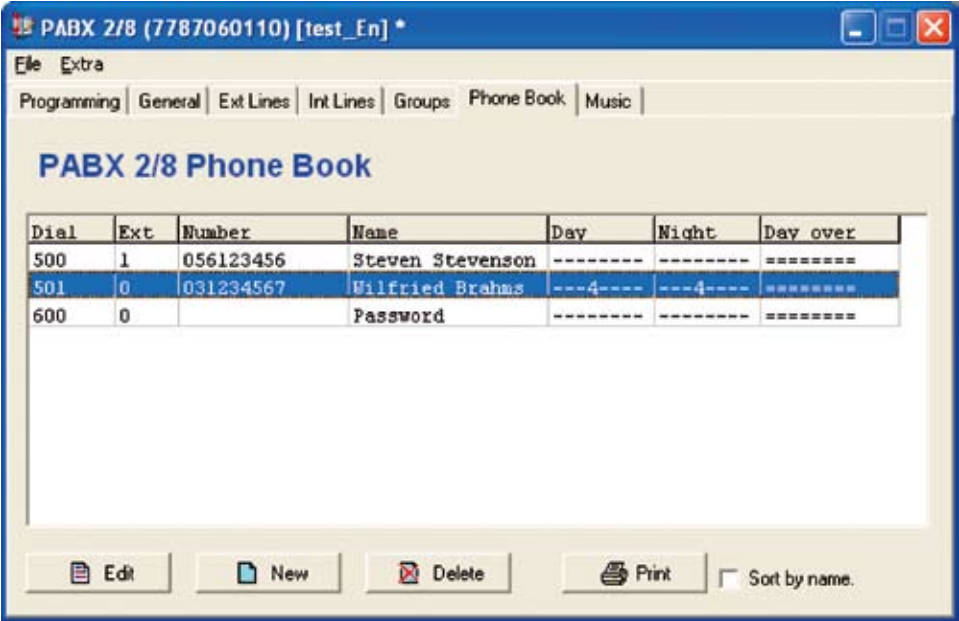 PABX 2/8 (7787060110) [test_En] *
File Extra
Programming General Ext Lines Int Lines Groups Phone Book Music
PABX 2/8 Phone Book
Dial Ext Number Name Day Night Day over
500 1 056123456 Steven Stevenson -------- -------- ========
501 0 031234567 Wilfried Brahms ---4---- ---4---- ========
600 0 Password -------- -------- ========
Edit New Delete Print Sort by name.